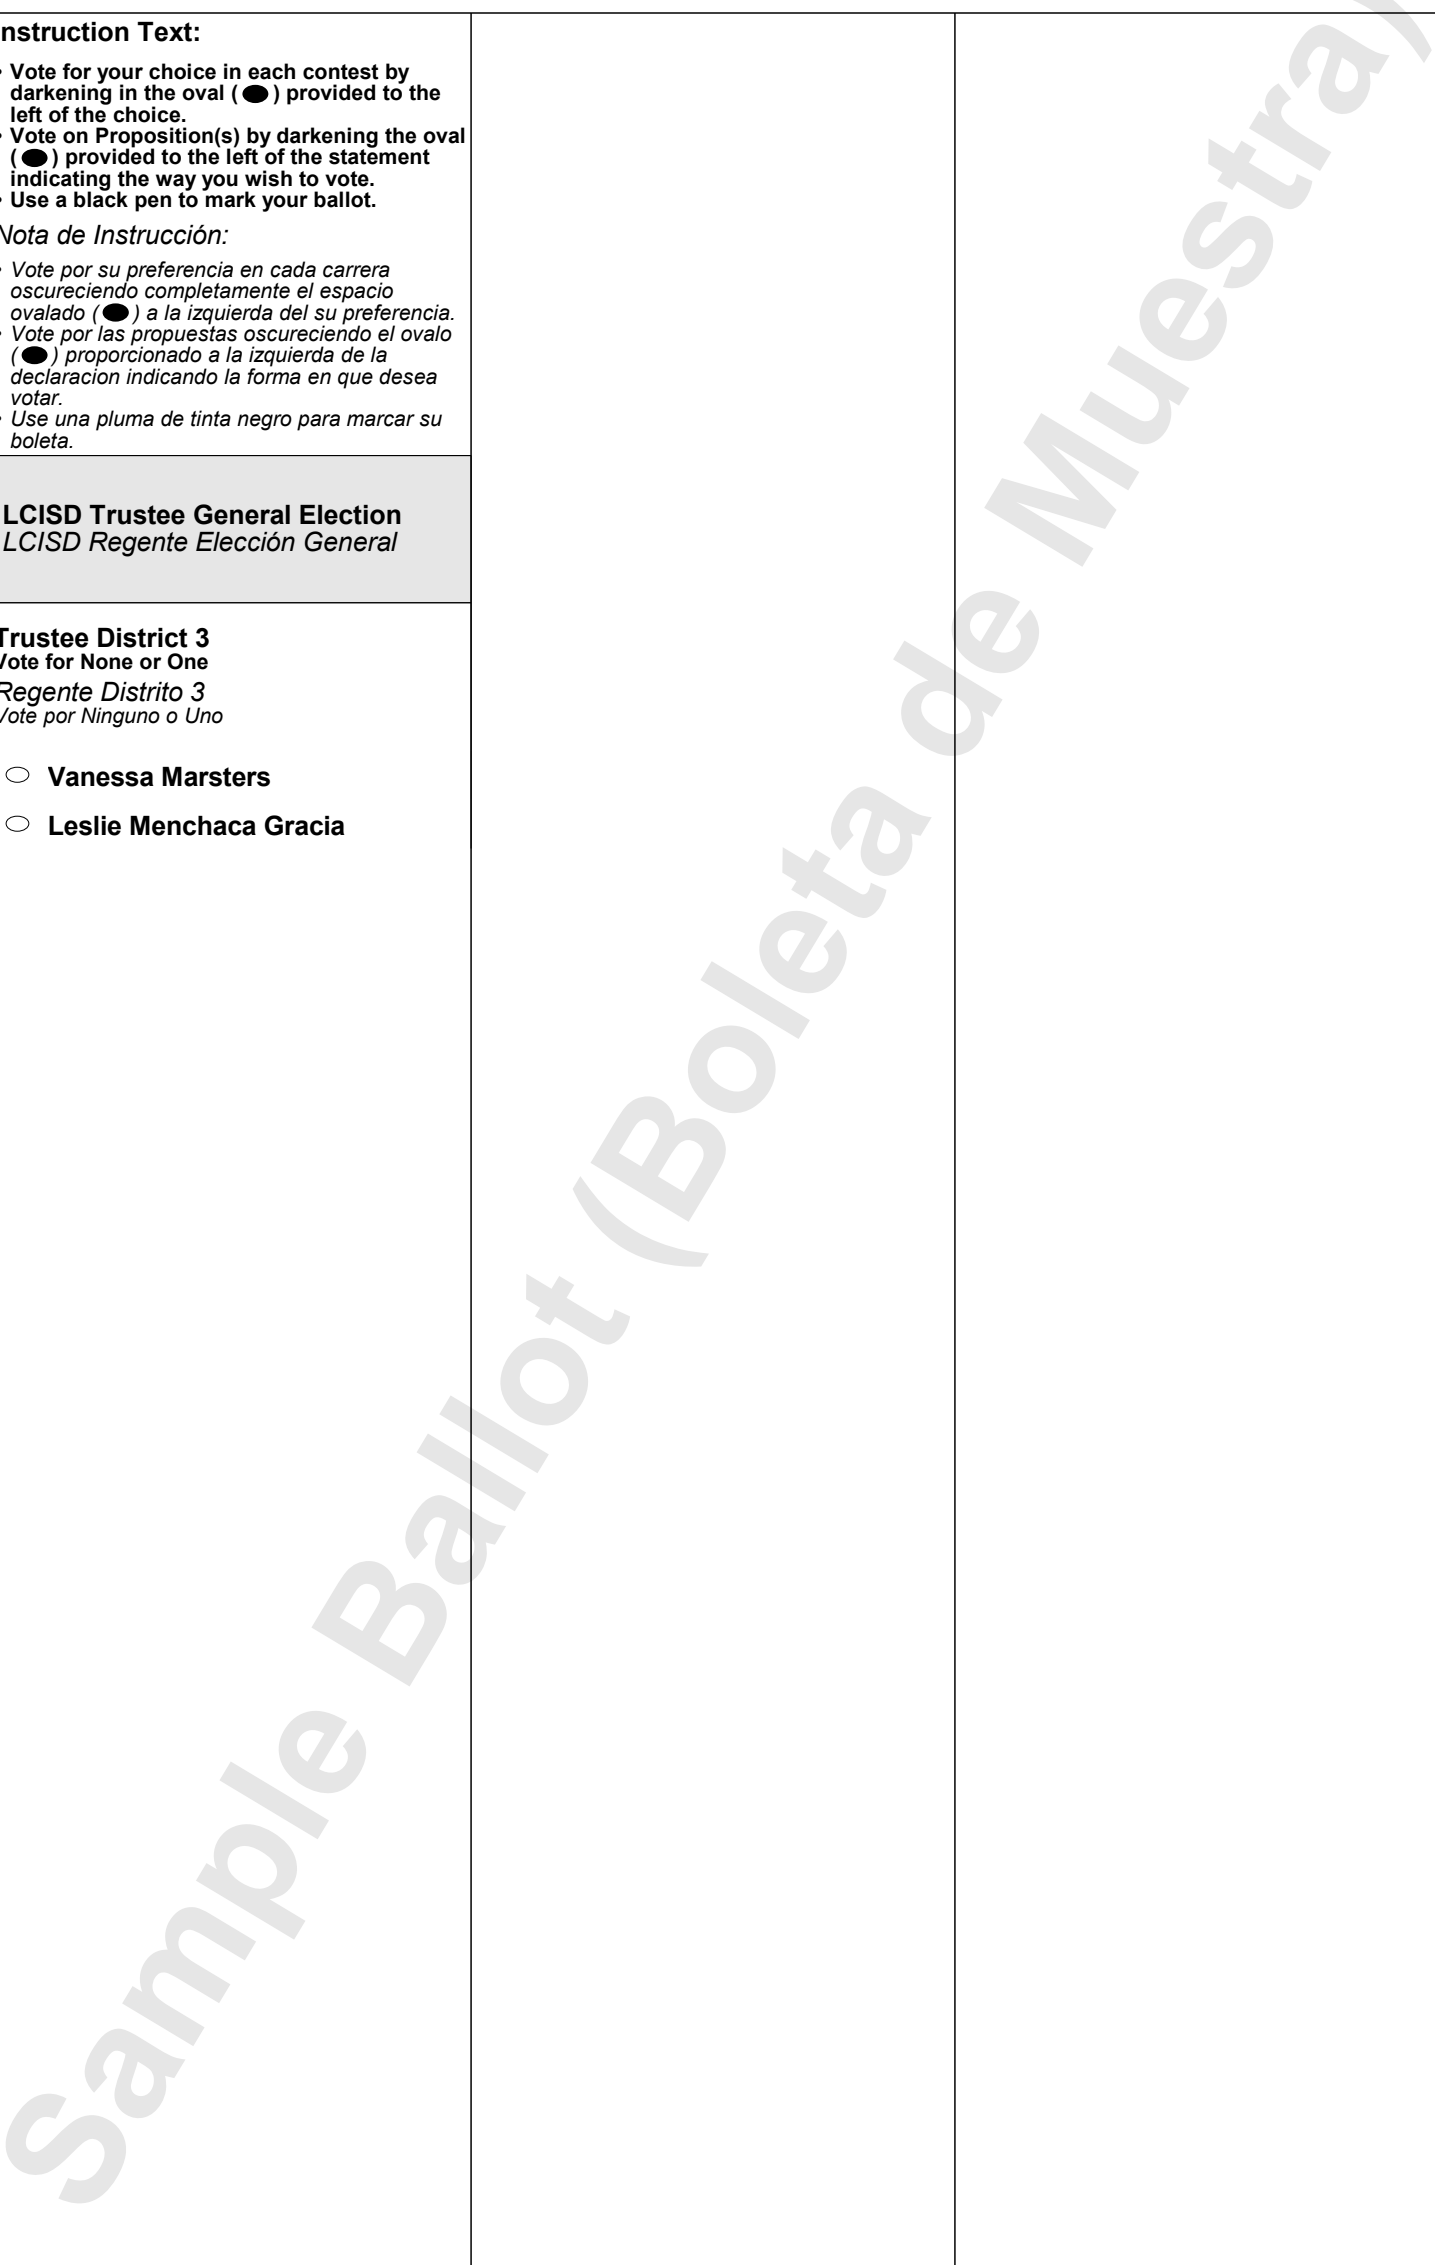 nstruction Text:
• Vote for your choice in each contest by
darkening in the oval ( ) provided to the
left of the choice.
• Vote on Proposition(s) by darkening the oval
( ) provided to the left of the statement
indicating the way you wish to vote.
• Use a black pen to mark your ballot.
Nota de Instrucción:
• Vote por su preferencia en cada carrera
oscureciendo completamente el espacio
ovalado ( ) a la izquierda del su preferencia.
• Vote por las propuestas oscureciendo el ovalo
( ) proporcionado a la izquierda de la
declaracion indicando la forma en que desea
votar.
• Use una pluma de tinta negro para marcar su
boleta.
LCISD Trustee General Election
LCISD Regente Elección General
Trustee District 3
Vote for None or One
Regente Distrito 3
Vote por Ninguno o Uno
Vanessa Marsters
Leslie Menchaca Gracia
Sample Ballot (Boleta de Muestra)